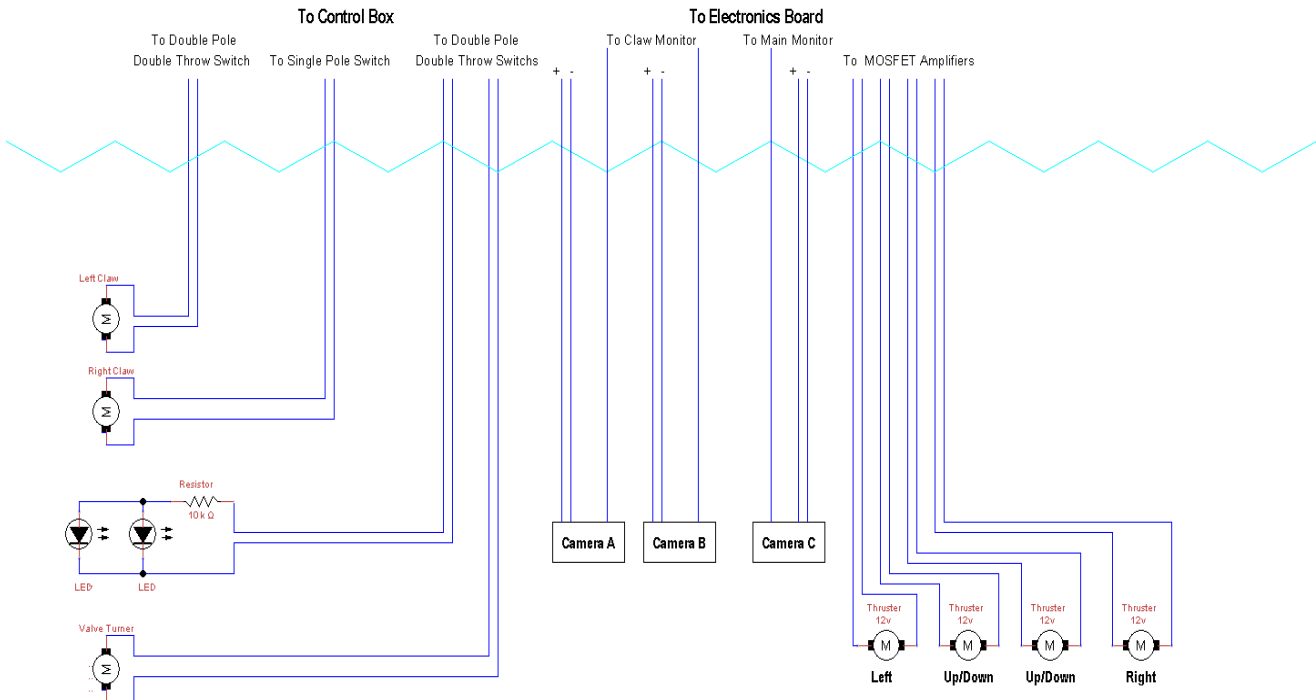 To Control Box
To Electronics Board
To Double Pole
Double Throw Switch
To Single Pole Switch
To Double Pole
Double Throw Switchs
To Claw Monitor
To Main Monitor
To MOSFET Amplifiers
+ -
+ -
+ -
Left Claw
M
Right Claw
M
Resistor
10 k Ω
LED
LED
Camera A
Camera B
Camera C
Valve Turner
M
Thruster
12v
M
Left
Thruster
12v
M
Up/Down
Thruster
12v
M
Up/Down
Thruster
12v
M
Right